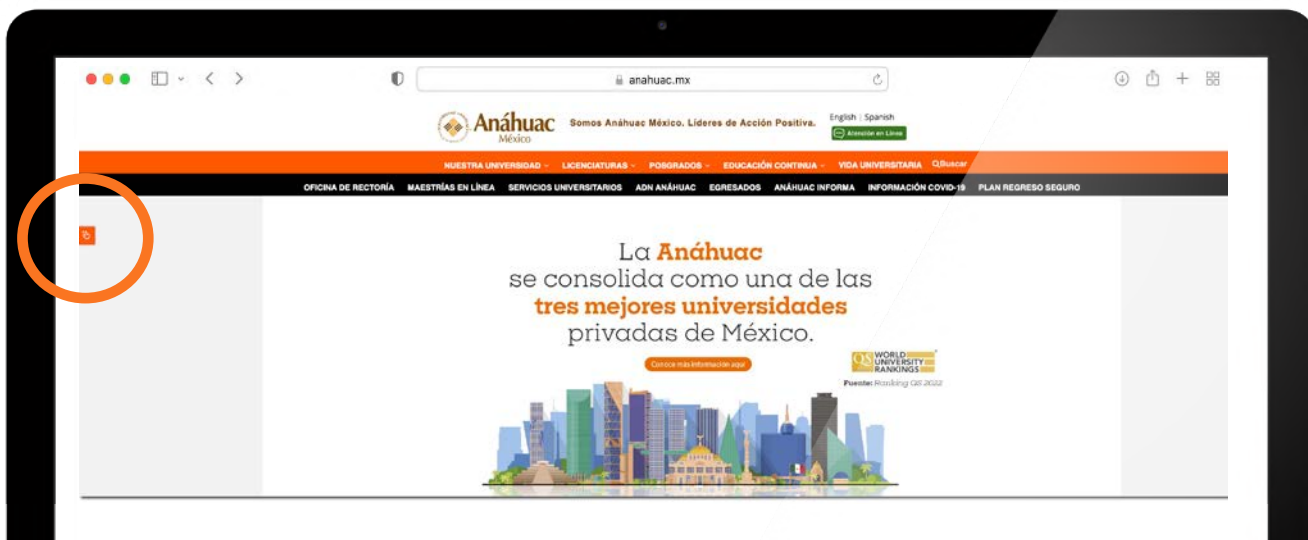 anahuac.mx
Anáhuac
México
Somos Anáhuac México. Líderes de Acción Positiva.
English | Spanish
Atención en Línea
NUESTRA UNIVERSIDAD LICENCIATURAS POSGRADOS EDUCACIÓN CONTINUA VIDA UNIVERSITARIA Buscar
OFICINA DE RECTORÍA MAESTRÍAS EN LÍNEA SERVICIOS UNIVERSITARIOS ADN ANÁHUAC EGRESADOS ANÁHUAC INFORMA INFORMACIÓN COVID-19 PLAN REGRESO SEGURO
La Anáhuac
se consolida como una de las
tres mejores universidades
privadas de México.
Conoce más información aquí
QS WORLD
UNIVERSITY
RANKINGS
Fuente: Ranking QS 2022